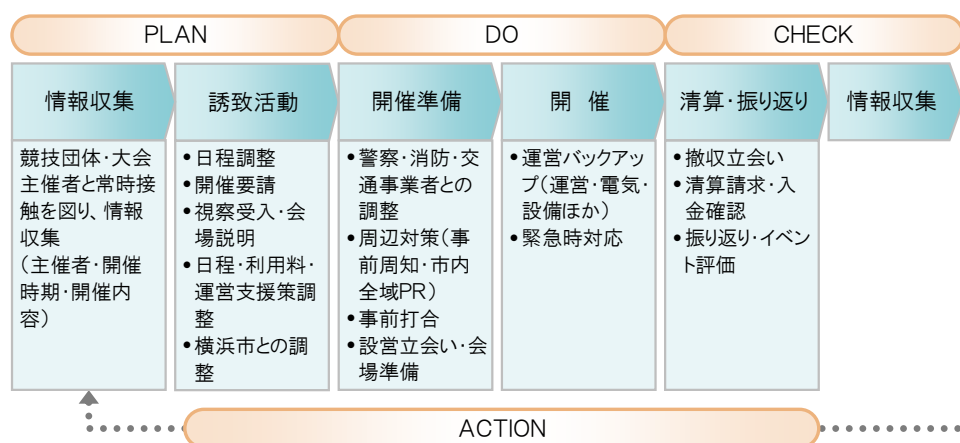 PLAN
DO
CHECK
情報収集
誘致活動
開催準備
開 催
清算・振り返り
情報収集
競技団体・大会
主催者と常時接
触を図り、情報
収集
（主催者・開催
時期・開催内
容）
•日程調整
•開催要請
•視察受入・会
場説明
•日程・利用料・
運営支援策調
整
•横浜市との調
整
•警察・消防・交
通事業者との
調整
•周辺対策（事
前周知・市内
全域PR）
•事前打合
•設営立会い・会
場準備
•運営バックアッ
プ（運営・電気・
設備ほか）
•緊急時対応
•撤収立会い
•清算請求・入
金確認
•振り返り・イベン
ト評価
ACTION